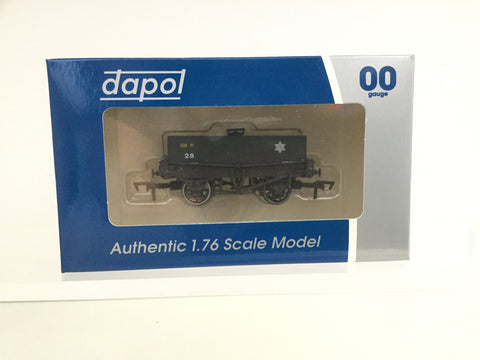 dapol
00
gauge
28
Authentic 1.76 Scale Model